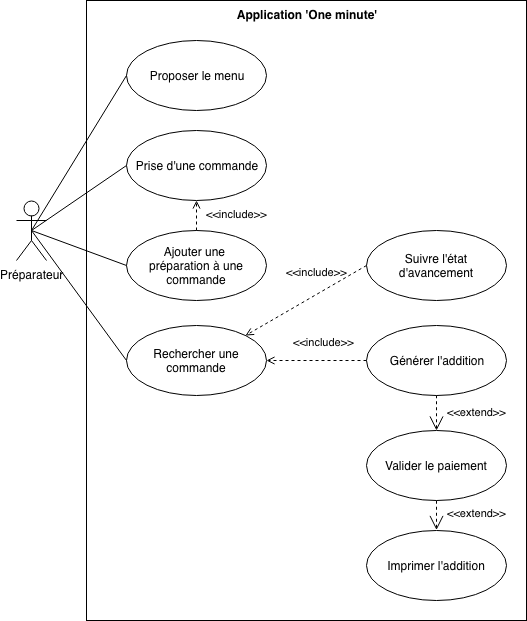 Application 'One minute'
Proposer le menu
Prise d'une commande
<<include>>
Ajouter une
préparation à une
commande
Préparateur
Suivre l'état
d'avancement
<<include>>
Rechercher une
commande
<<include>>
Générer l'addition
<<extend>>
Valider le paiement
<<extend>>
Imprimer l'addition